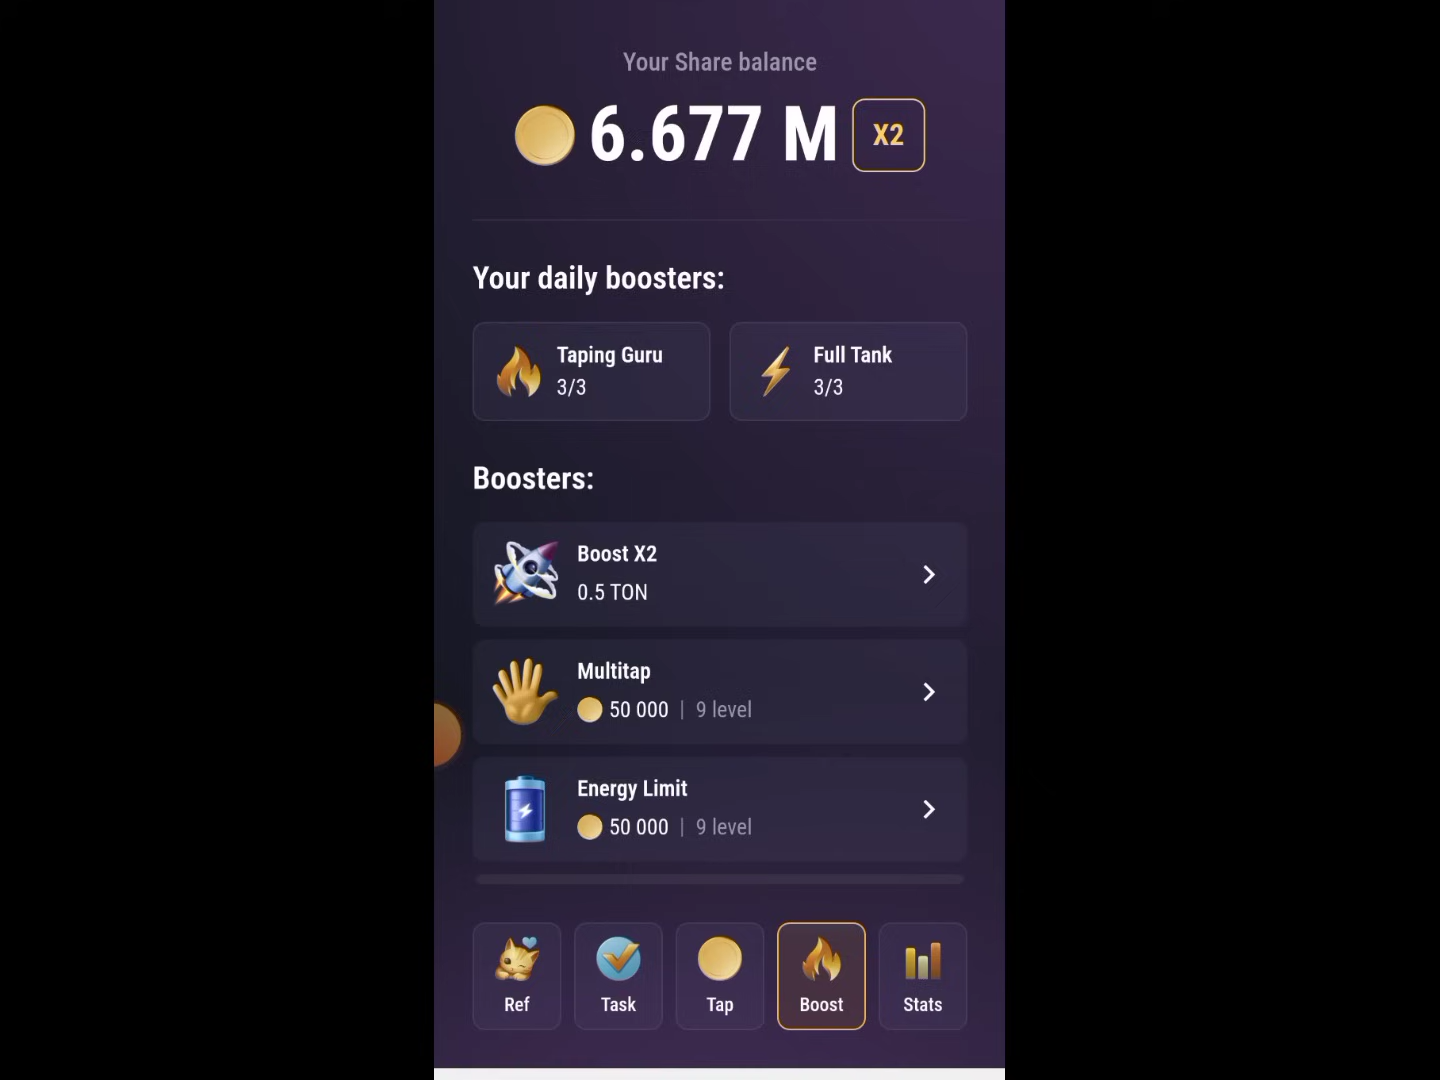 Your Share balance
6.677 M X2
Your daily boosters:
Taping Guru
3/3
Full Tank
3/3
Boosters:
Boost X2
0.5 TON
Multitap
50 000 | 9 level
Energy Limit
50 000 | 9 level
Ref Task Tap Boost Stats